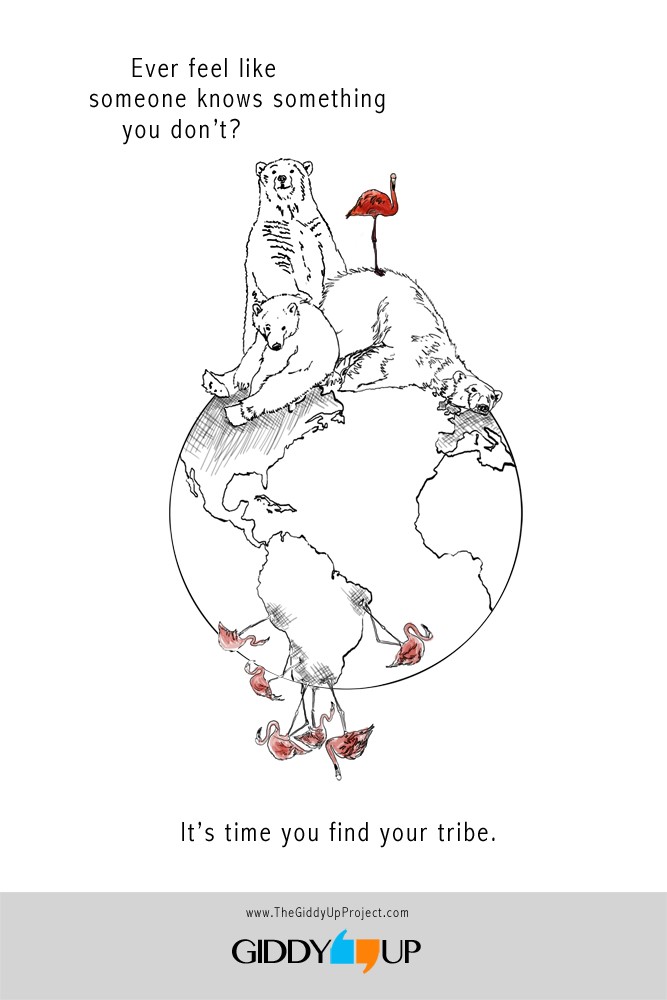 Ever feel like
someone knows something
you don't?
It's time you find your tribe.
www.TheGiddyUpProject.com
GIDDY UP